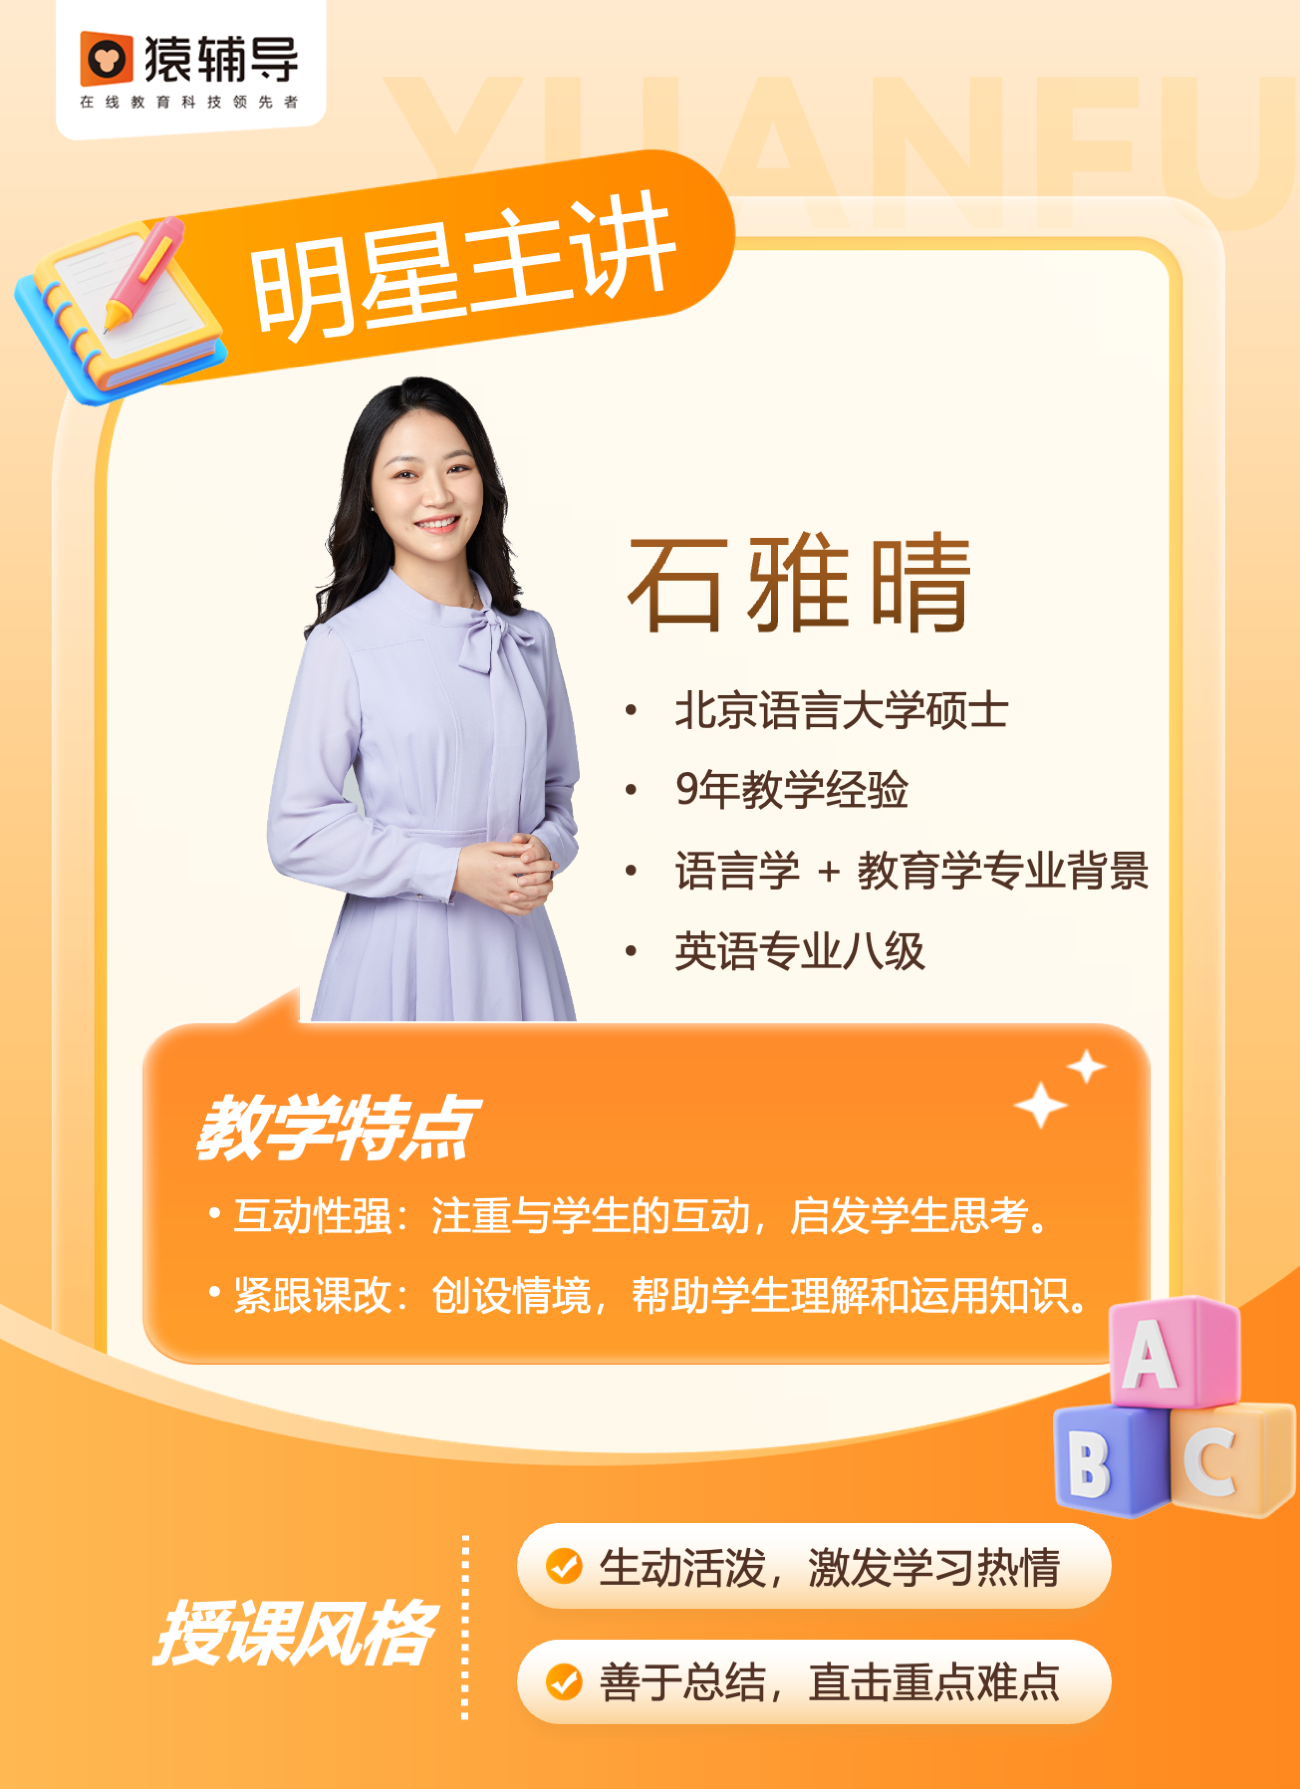 猿辅导
在线教育科技领先者
YUANFU
明星主讲
石雅晴
• 北京语言大学硕士
• 9年教学经验
• 语言学 + 教育学专业背景
• 英语专业八级
教学特点
• 互动性强：注重与学生的互动，启发学生思考。
• 紧跟课改：创设情境，帮助学生理解和运用知识。
A
B C
授课风格
生动活泼，激发学习热情
善于总结，直击重点难点